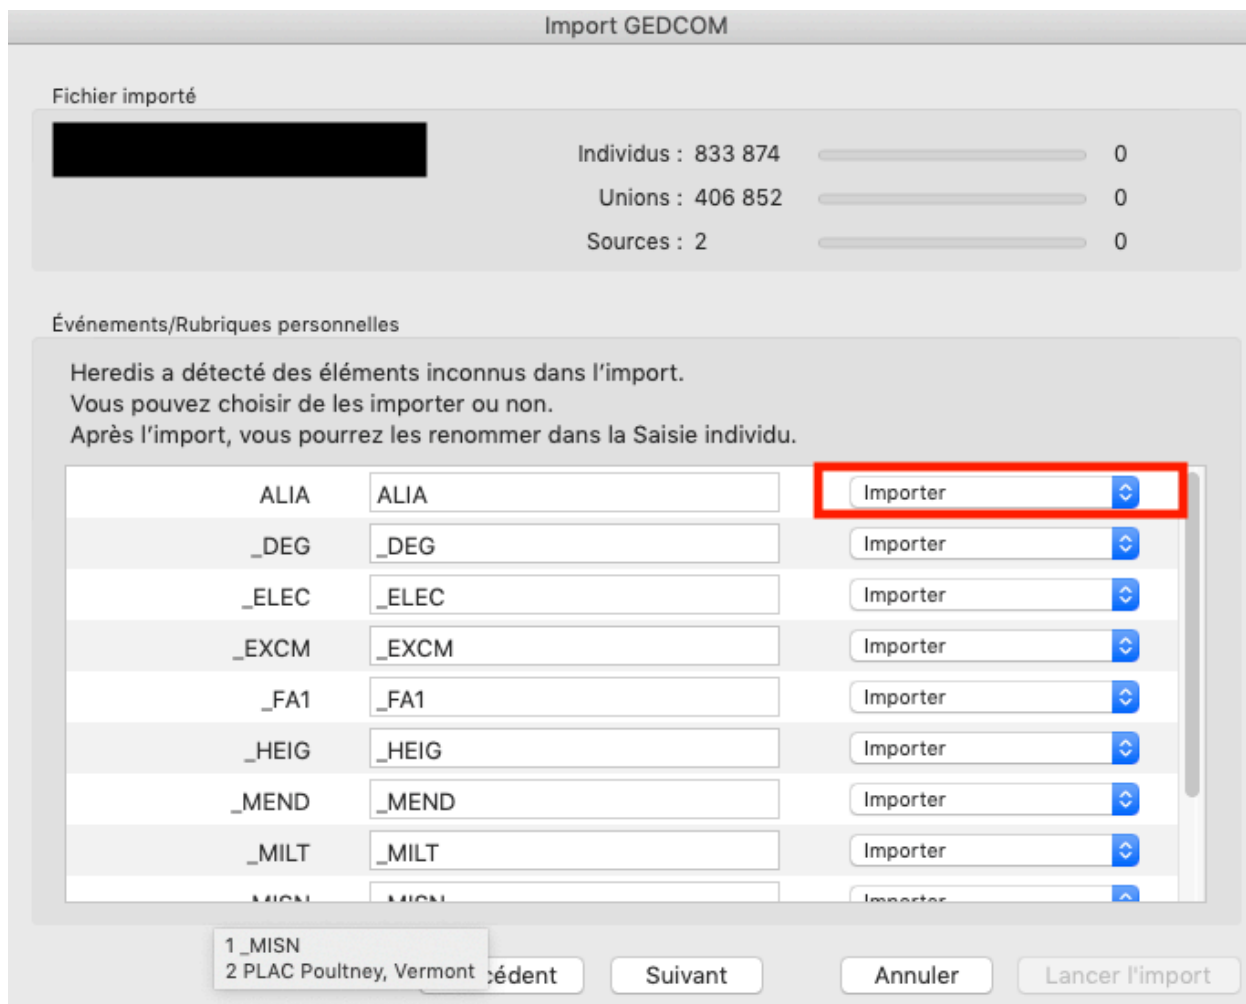 Import GEDCOM
Fichier importé
Individus : 833 874 0
Unions : 406 852 0
Sources : 2 0
Événements/Rubriques personnelles
Heredis a détecté des éléments inconnus dans l'import.
Vous pouvez choisir de les importer ou non.
Après l'import, vous pourrez les renommer dans la Saisie individu.
ALIA ALIA Importer
_DEG _DEG Importer
_ELEC _ELEC Importer
_EXCM _EXCM Importer
_FA1 _FA1 Importer
_HEIG _HEIG Importer
_MEND _MEND Importer
_MILT _MILT Importer
_MISN _MISN Importer
1 _MISN
2 PLAC Poultney, Vermont
cédent Suivant Annuler Lancer l'import